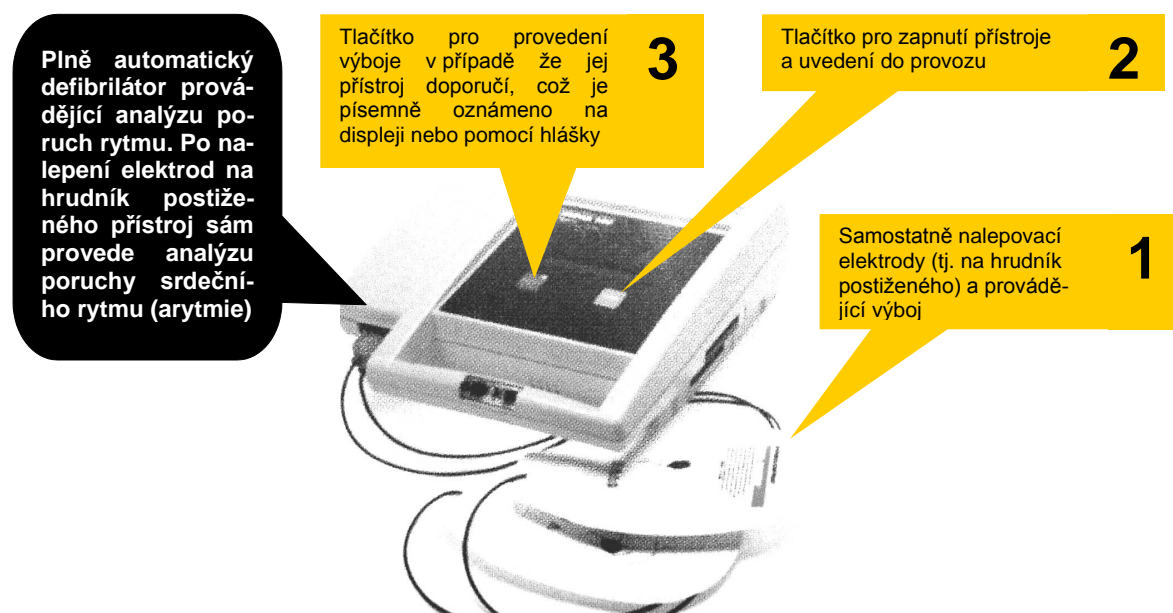 Plně automatický
defibrilátor prová-
dějící analýzu po-
ruch rytmu. Po na-
lepení elektrod na
hrudník postiže-
ného přístroj sám
provede analýzu
poruchy srdeční-
ho rytmu (arytmie)
Tlačítko pro provedení
výboje v případě že jej
přístroj doporučí, což je
písemně oznámeno na
displeji nebo pomocí hlášky
3
Tlačítko pro zapnutí přístroje
a uvedení do provozu
2
Samostatně nalepovací
elektrody (tj. na hrudník
postiženého) a provádě-
jící výboj
1